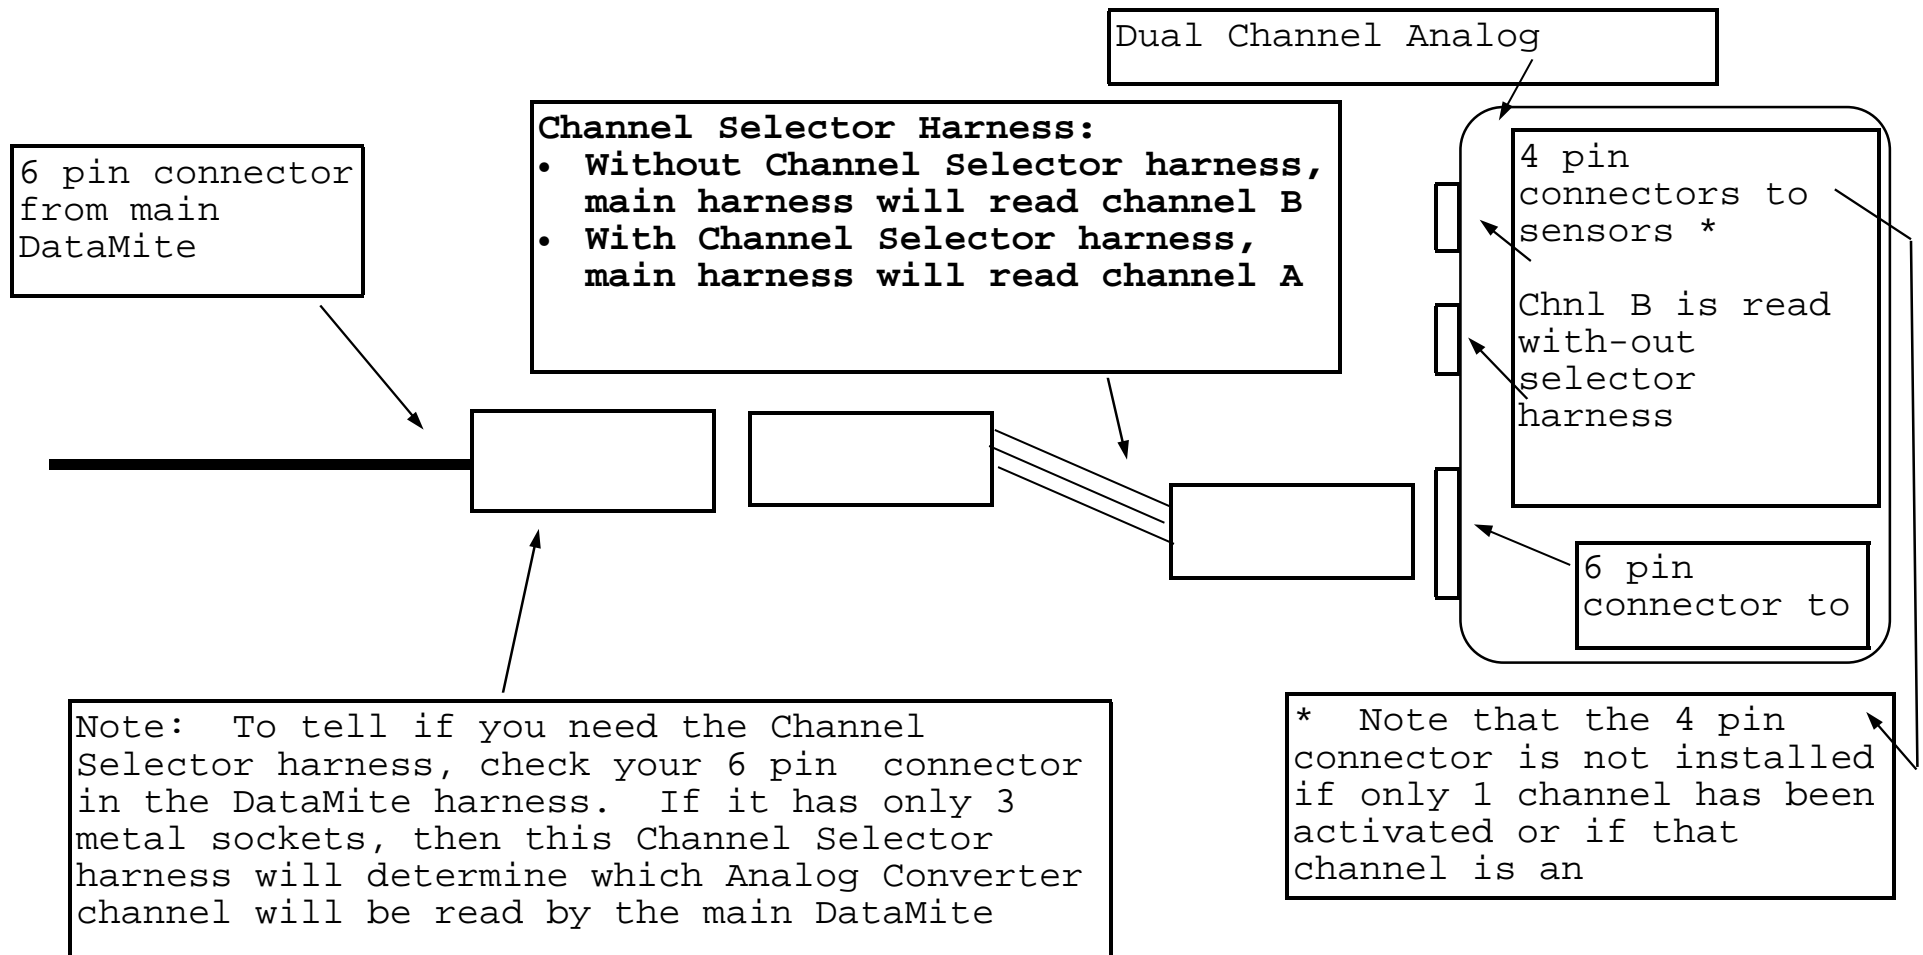 Dual Channel Analog
Channel Selector Harness:
• Without Channel Selector harness,
main harness will read channel B
• With Channel Selector harness,
main harness will read channel A
6 pin connector
from main
DataMite
4 pin
connectors to
sensors *
Chnl B is read
with-out
selector
harness
6 pin
connector to
Note:  To tell if you need the Channel
Selector harness, check your 6 pin  connector
in the DataMite harness.  If it has only 3
metal sockets, then this Channel Selector
harness will determine which Analog Converter
channel will be read by the main DataMite
*  Note that the 4 pin
connector is not installed
if only 1 channel has been
activated or if that
channel is an